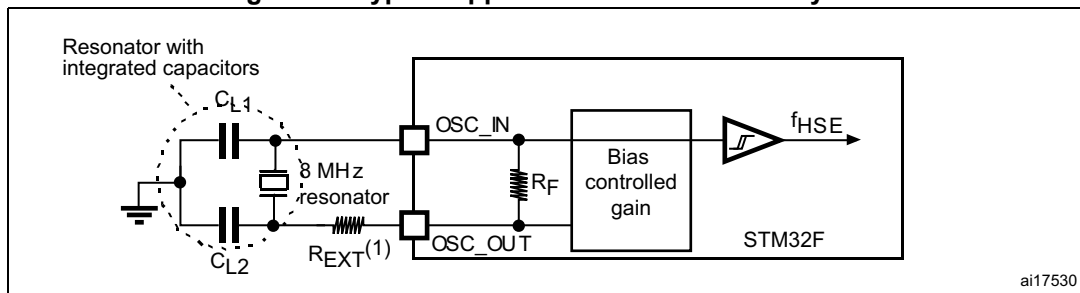 Resonator with
integrated capacitors
CL1
OSC_IN
fHSE
8 MHz
resonator
RF
Bias
controlled
gain
OSC_OUT
STM32F
REXT(1)
CL2
ai17530